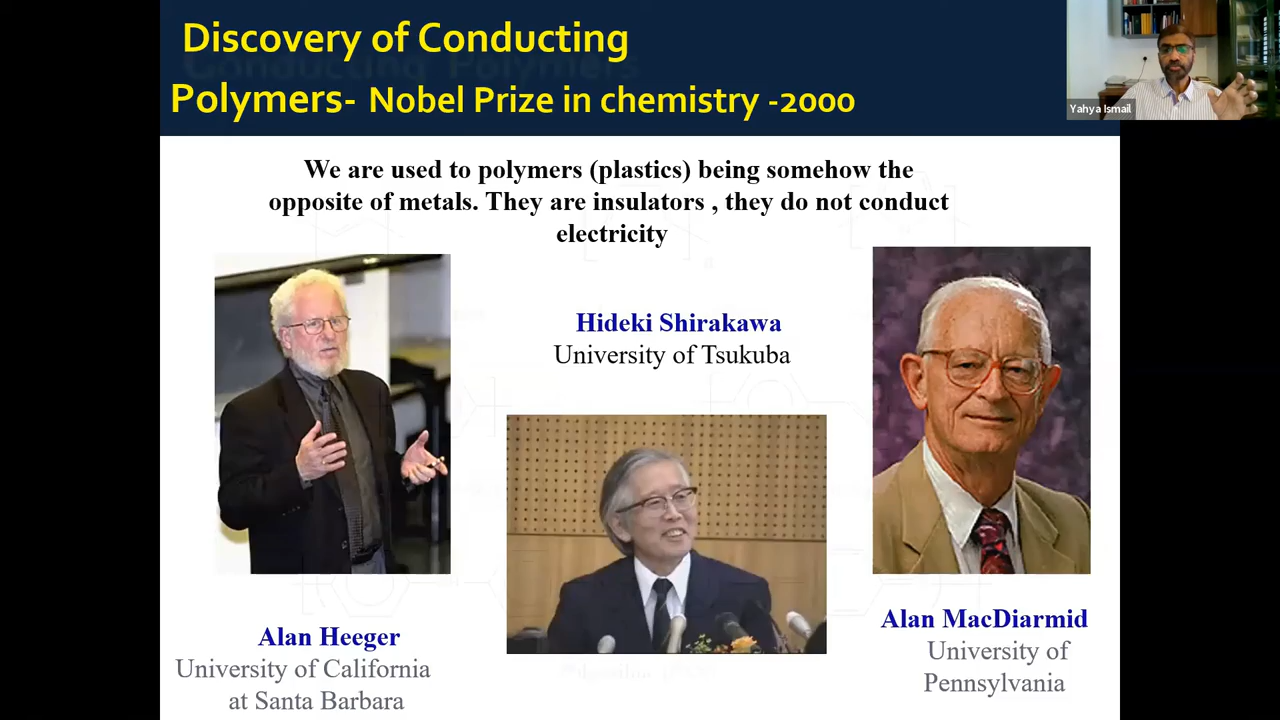 Discovery of Conducting
Polymers- Nobel Prize in chemistry -2000
Yahya Ismail
We are used to polymers (plastics) being somehow the
opposite of metals. They are insulators , they do not conduct
electricity
Hideki Shirakawa
University of Tsukuba
Alan Heeger
University of California
at Santa Barbara
Alan MacDiarmid
University of
Pennsylvania